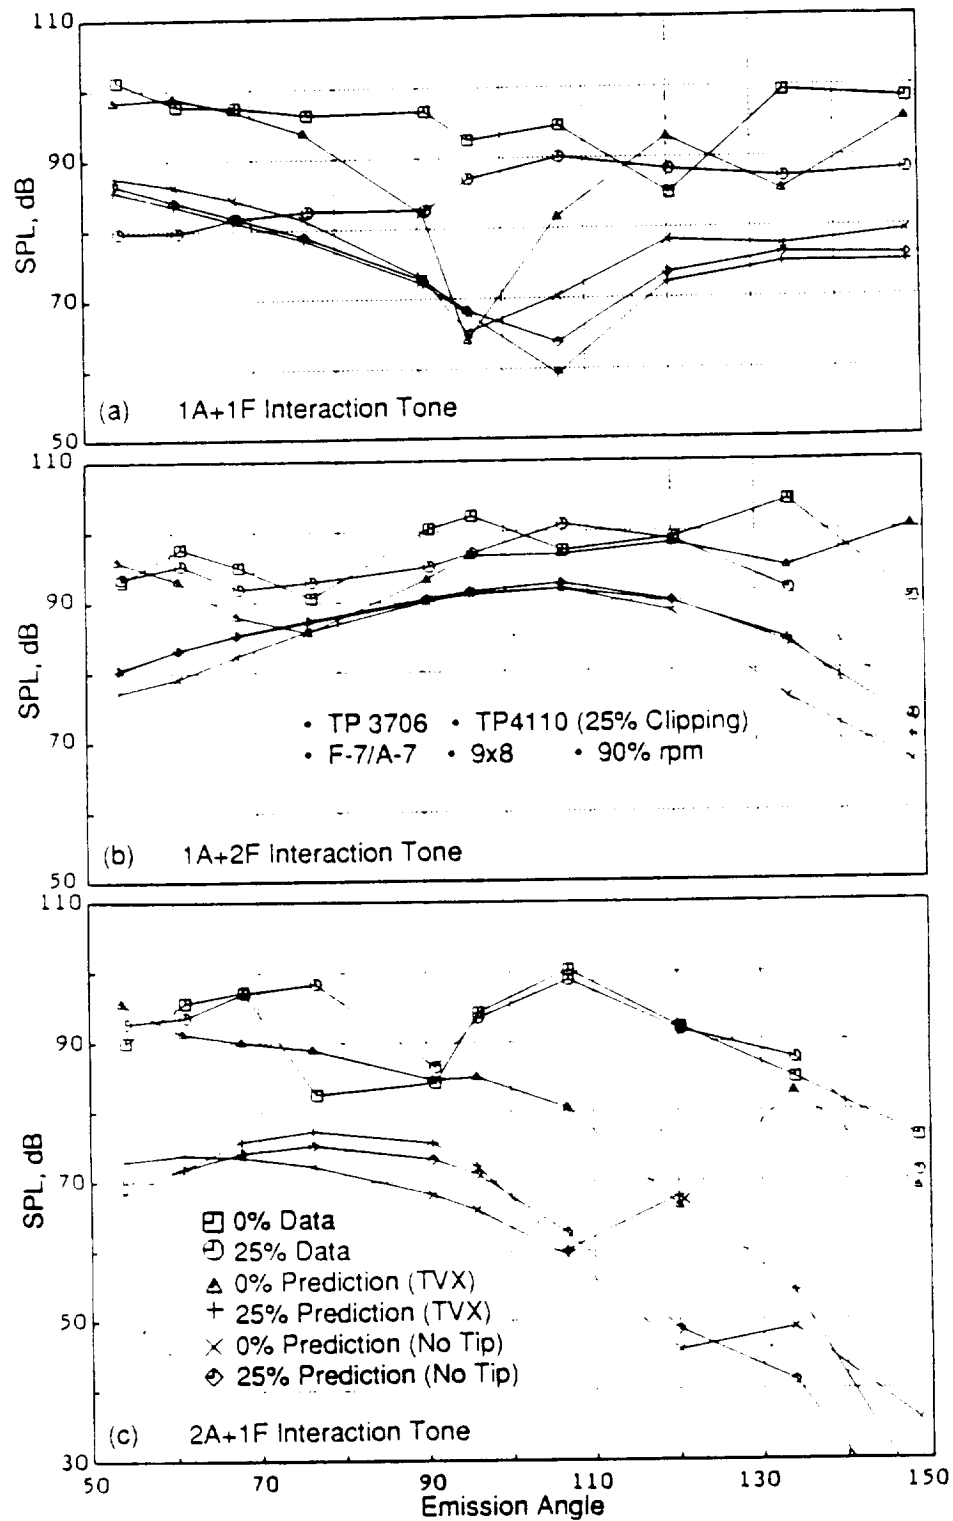 110
90
70
50
SPL, dB
(a) 1A+1F Interaction Tone
110
90
70
50
SPL, dB
• TP 3706 • TP4110 (25% Clipping)
• F-7/A-7 • 9x8 • 90% rpm
(b) 1A+2F Interaction Tone
110
90
70
50
30
SPL, dB
0% Data
25% Data
0% Prediction (TVX)
25% Prediction (TVX)
0% Prediction (No Tip)
25% Prediction (No Tip)
(c) 2A+1F Interaction Tone
50 70 90 110 130 150
Emission Angle